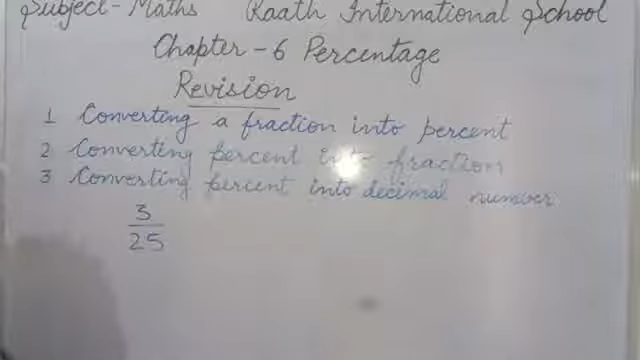 Subject - Maths Raath International School
Chapter - 6 Percentage
Revision
1 Converting a fraction into percent
2 Converting percent into fraction
3 Converting percent into decimal number
3
25